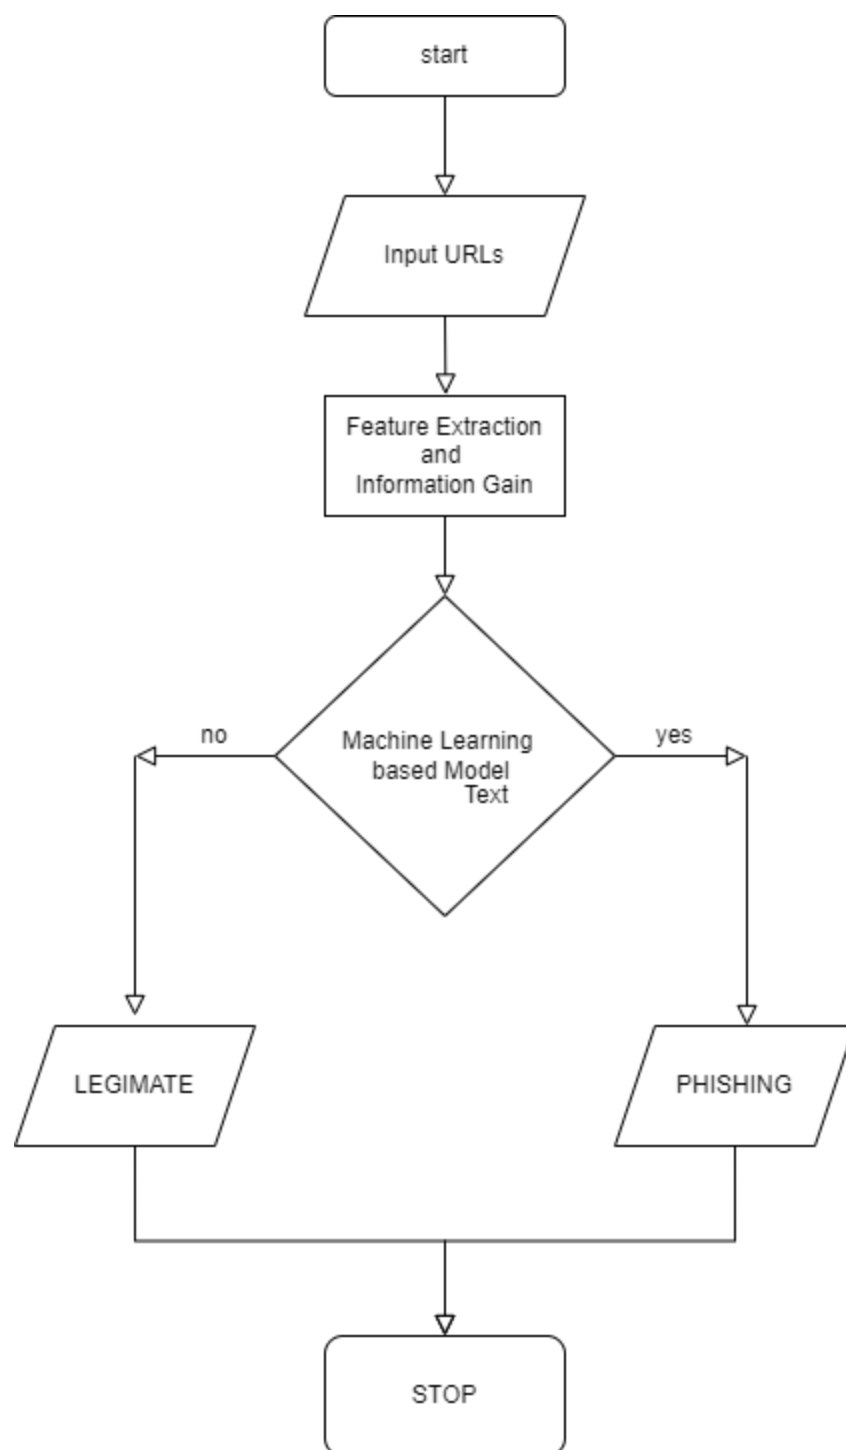 start
Input URLs
Feature Extraction
and
Information Gain
no
yes
Machine Learning
based Model
Text
LEGIMATE
PHISHING
STOP